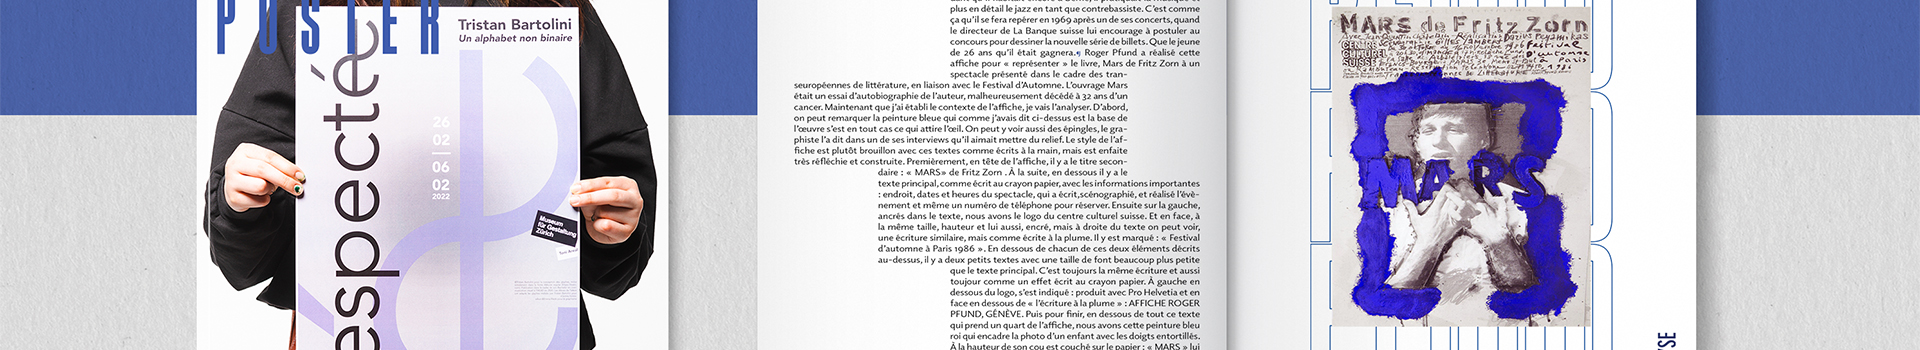 POSTER
Tristan Bartolini
Un alphabet non binaire
especté
26
02
06
02
2022
Museum
für Gestaltung
Zürich
plus en détail le jazz en tant que contrebassiste. C'est comme
ça qu'il se fera repérer en 1969 après un de ses concerts, quand
le directeur de La Banque suisse lui encourage à postuler au
concours pour dessiner la nouvelle série de billets. Que le jeune
de 26 ans qu'il était gagnera.¶ Roger Pfund a réalisé cette
affiche pour « représenter » le livre, Mars de Fritz Zorn à un
spectacle présenté dans le cadre des tran-
seuropéennes de littérature, en liaison avec le Festival d'Automne. L'ouvrage Mars
était un essai d'autobiographie de l'auteur, malheureusement décédé à 32 ans d'un
cancer. Maintenant que j'ai établi le contexte de l'affiche, je vais l'analyser. D'abord,
on peut remarquer la peinture bleue qui comme j'avais dit ci-dessus est la base de
l'œuvre s'est en tout cas ce qui attire l'œil. On peut y voir aussi des épingles, le gra-
phiste l'a dit dans un de ses interviews qu'il aimait mettre du relief. Le style de l'af-
fiche est plutôt brouillon avec ces textes comme écrits à la main, mais est enfaite
très réfléchie et construite. Premièrement, en tête de l'affiche, il y a le titre secon-
daire : « MARS» de Fritz Zorn . À la suite, en dessous il y a le
texte principal, comme écrit au crayon papier, avec les informations importantes
: endroit, dates et heures du spectacle, qui a écrit, scénographié, et réalisé l'évè-
nement et même un numéro de téléphone pour réserver. Ensuite sur la gauche,
ancrés dans le texte, nous avons le logo du centre culturel suisse. Et en face, à
la même taille, hauteur et lui aussi, encré, mais à droite du texte on peut voir,
une écriture similaire, mais comme écrite à la plume. Il y est marqué : « Festival
d'automne à Paris 1986 ». En dessous de chacun de ces deux éléments décrits
au-dessus, il y a deux petits textes avec une taille de font beaucoup plus petite
que le texte principal. C'est toujours la même écriture et aussi
toujour comme un effet écrit au crayon papier. À gauche en
dessous du logo, s'est indiqué : produit avec Pro Helvetia et en
face en dessous de « l'écriture à la plume » : AFFICHE ROGER
PFUND, GÉNÈVE. Puis pour finir, en dessous de tout ce texte
qui prend un quart de l'affiche, nous avons cette peinture bleu
roi qui encadre la photo d'un enfant avec les doigts entortillés.
À la hauteur de son cou est couché sur le papier : « MARS » lui
MARS de Fritz Zorn
CENTRE
CULTUREL
SUISSE
Festival
D'automne
à Paris
1986
MARS
YSE